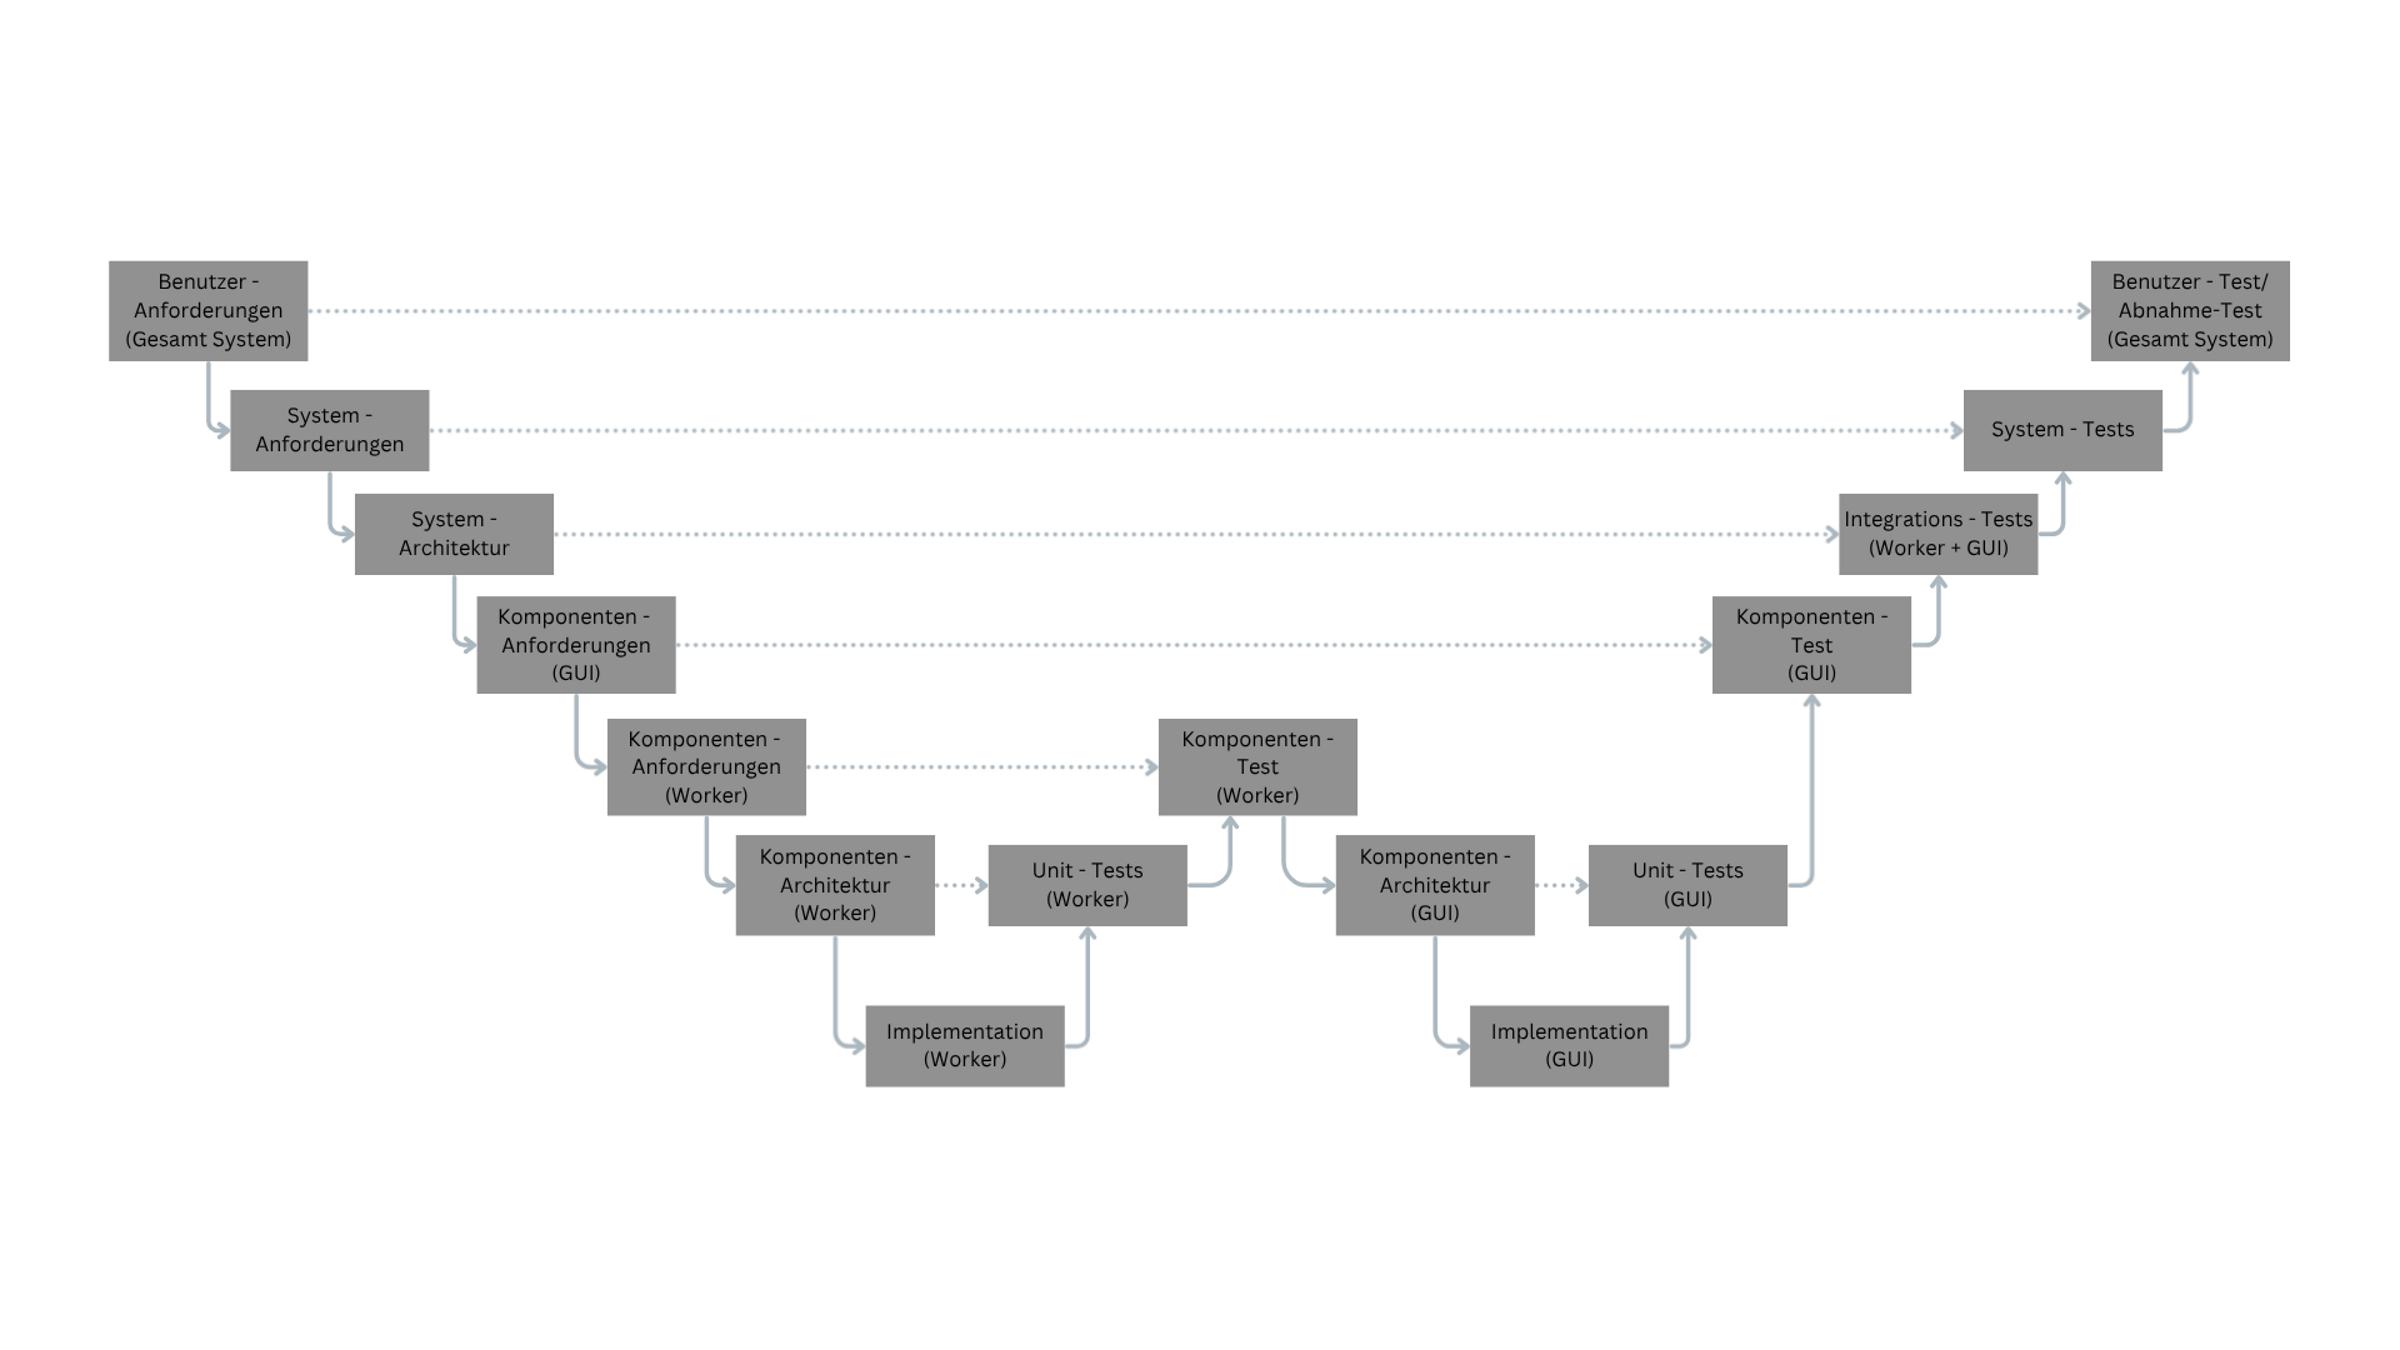 Benutzer -
Anforderungen
(Gesamt System)
Benutzer - Test/
Abnahme-Test
(Gesamt System)
System -
Anforderungen
System - Tests
System -
Architektur
Integrations - Tests
(Worker + GUI)
Komponenten -
Anforderungen
(GUI)
Komponenten -
Test
(GUI)
Komponenten -
Anforderungen
(Worker)
Komponenten -
Test
(Worker)
Komponenten -
Architektur
(Worker)
Unit - Tests
(Worker)
Komponenten -
Architektur
(GUI)
Unit - Tests
(GUI)
Implementation
(Worker)
Implementation
(GUI)